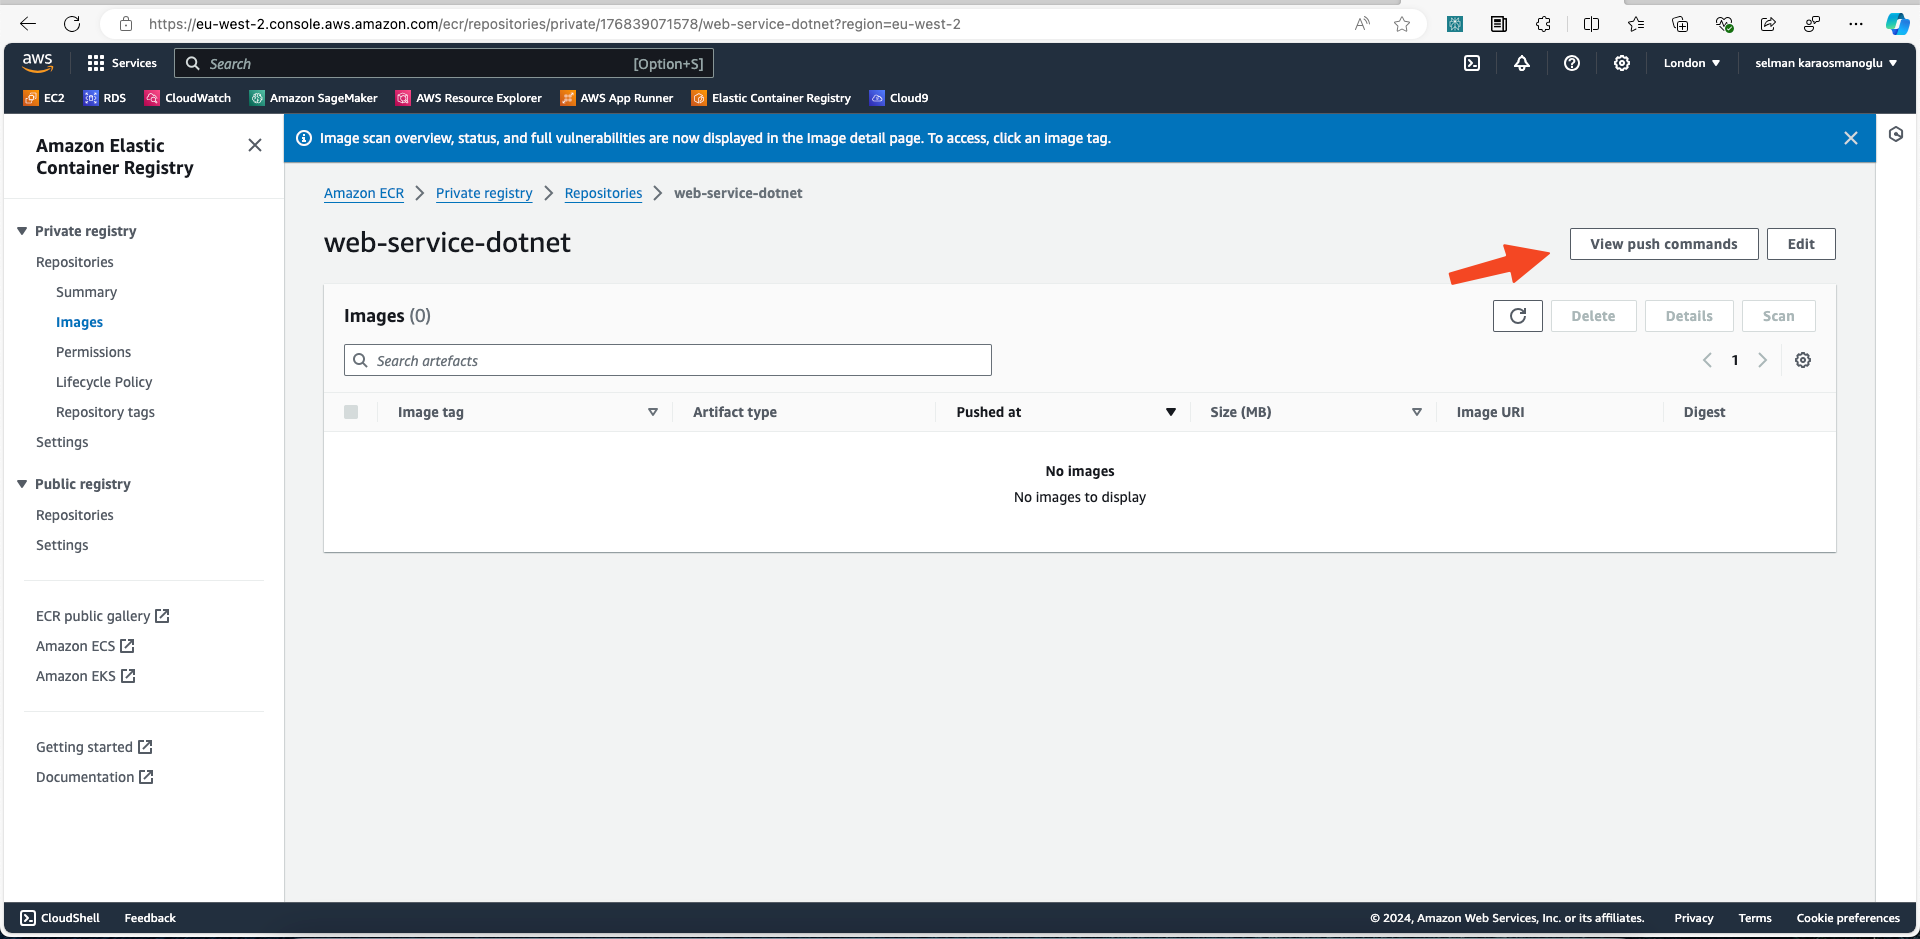 https://eu-west-2.console.aws.amazon.com/ecr/repositories/private/176839071578/web-service-dotnet?region=eu-west-2
aws
Services
Search
[Option+S]
London
selman karaosmanoglu
EC2
RDS
CloudWatch
Amazon SageMaker
AWS Resource Explorer
AWS App Runner
Elastic Container Registry
Cloud9
Amazon Elastic
Container Registry
Private registry
Repositories
Summary
Images
Permissions
Lifecycle Policy
Repository tags
Settings
Public registry
Repositories
Settings
ECR public gallery
Amazon ECS
Amazon EKS
Getting started
Documentation
Image scan overview, status, and full vulnerabilities are now displayed in the Image detail page. To access, click an image tag.
Amazon ECR
Private registry
Repositories
web-service-dotnet
web-service-dotnet
View push commands
Edit
Images (0)
Delete
Details
Scan
Search artefacts
1
Image tag
Artifact type
Pushed at
Size (MB)
Image URI
Digest
No images
No images to display
CloudShell
Feedback
© 2024, Amazon Web Services, Inc. or its affiliates.
Privacy
Terms
Cookie preferences